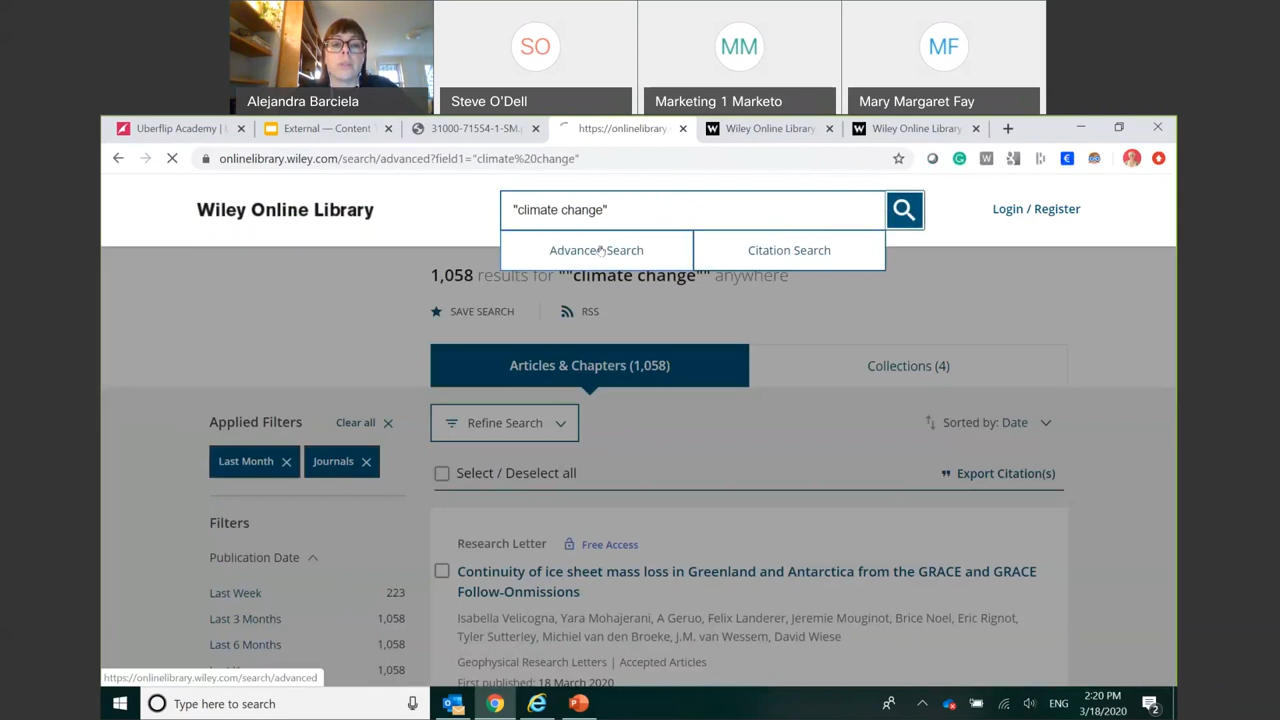 SO
MM
MF
Alejandra Barciela
Steve O'Dell
Marketing 1 Marketo
Mary Margaret Fay
Uberflip Academy |
External — Content T
31000-71554-1-SM.p
https://onlinelibrary
Wiley Online Library
Wiley Online Library
onlinelibrary.wiley.com/search/advanced?field1="climate%20change"
Wiley Online Library
"climate change"
Login / Register
Advanced Search
Citation Search
1,058 results for ""climate change"" anywhere
SAVE SEARCH
RSS
Articles & Chapters (1,058)
Collections (4)
Applied Filters
Clear all
Refine Search
Sorted by: Date
Last Month
Journals
Select / Deselect all
Export Citation(s)
Filters
Research Letter
Free Access
Publication Date
Continuity of ice sheet mass loss in Greenland and Antarctica from the GRACE and GRACE
Follow-Onmissions
Last Week 223
Isabella Velicogna, Yara Mohajerani, A Geruo, Felix Landerer, Jeremie Mouginot, Brice Noel, Eric Rignot,
Last 3 Months 1,058
Tyler Sutterley, Michiel van den Broeke, J.M. van Wessem, David Wiese
Last 6 Months 1,058
Geophysical Research Letters | Accepted Articles
1,058
First published: 18 March 2020
https://onlinelibrary.wiley.com/search/advanced
Type here to search
ENG
2:20 PM
3/18/2020
2